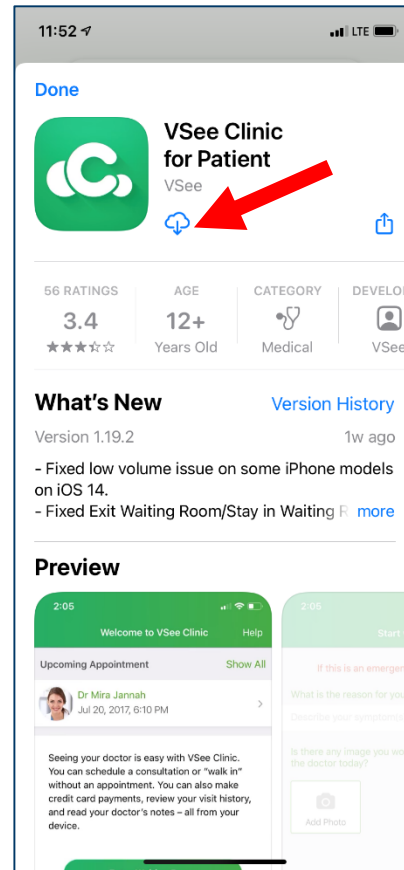 11:52
LTE
Done
VSee Clinic
for Patient
VSee
56 RATINGS
AGE
CATEGORY
DEVELO
3.4
12+
Years Old
Medical
VSee
What's New
Version History
Version 1.19.2
1w ago
- Fixed low volume issue on some iPhone models
on iOS 14.
- Fixed Exit Waiting Room/Stay in Waiting R more
Preview
2:05
2:05
Welcome to VSee Clinic
Help
Start
Upcoming Appointment
Show All
If this is an emergen
Dr Mira Jannah
Jul 20, 2017, 6:10 PM
What is the reason for you
Describe your symptoms
Is there any image you wo
the doctor today?
Add Photo
Seeing your doctor is easy with VSee Clinic.
You can schedule a consultation or "walk in"
without an appointment. You can also make
credit card payments, review your visit history,
and read your doctor's notes – all from your
device.